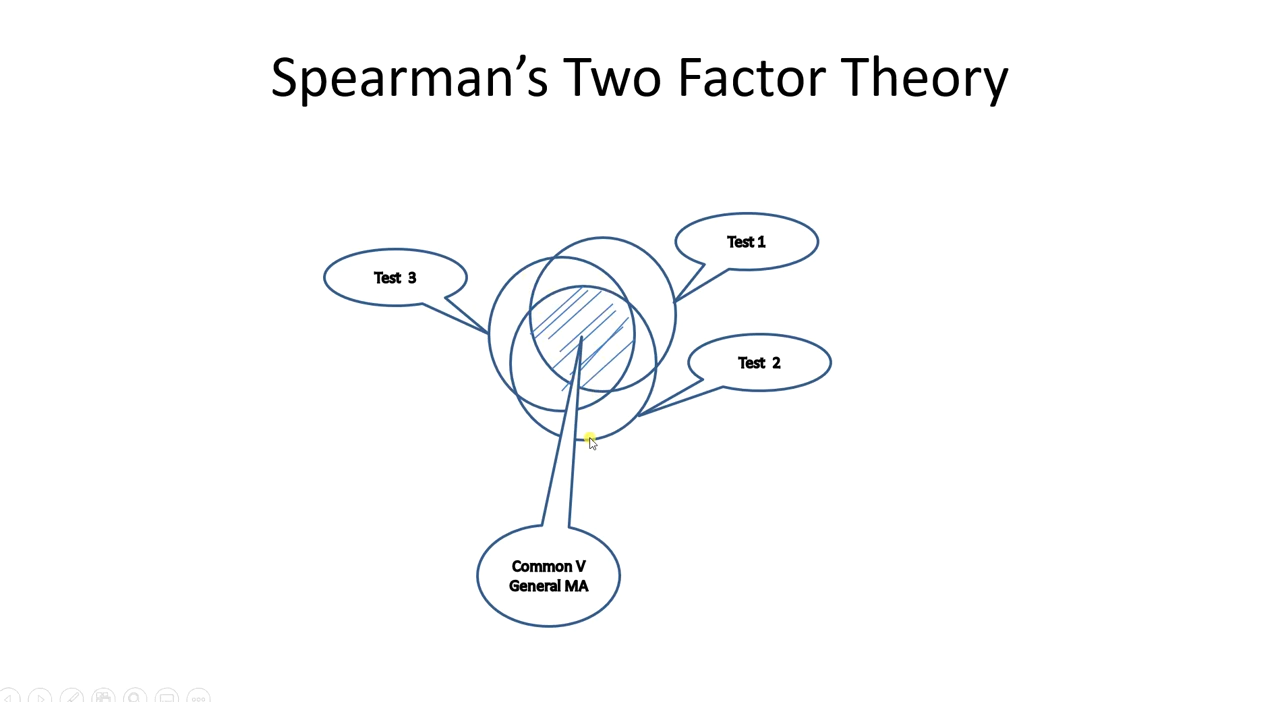 Spearman’s Two Factor Theory
Test 1
Test 3
Test 2
Common V
General MA